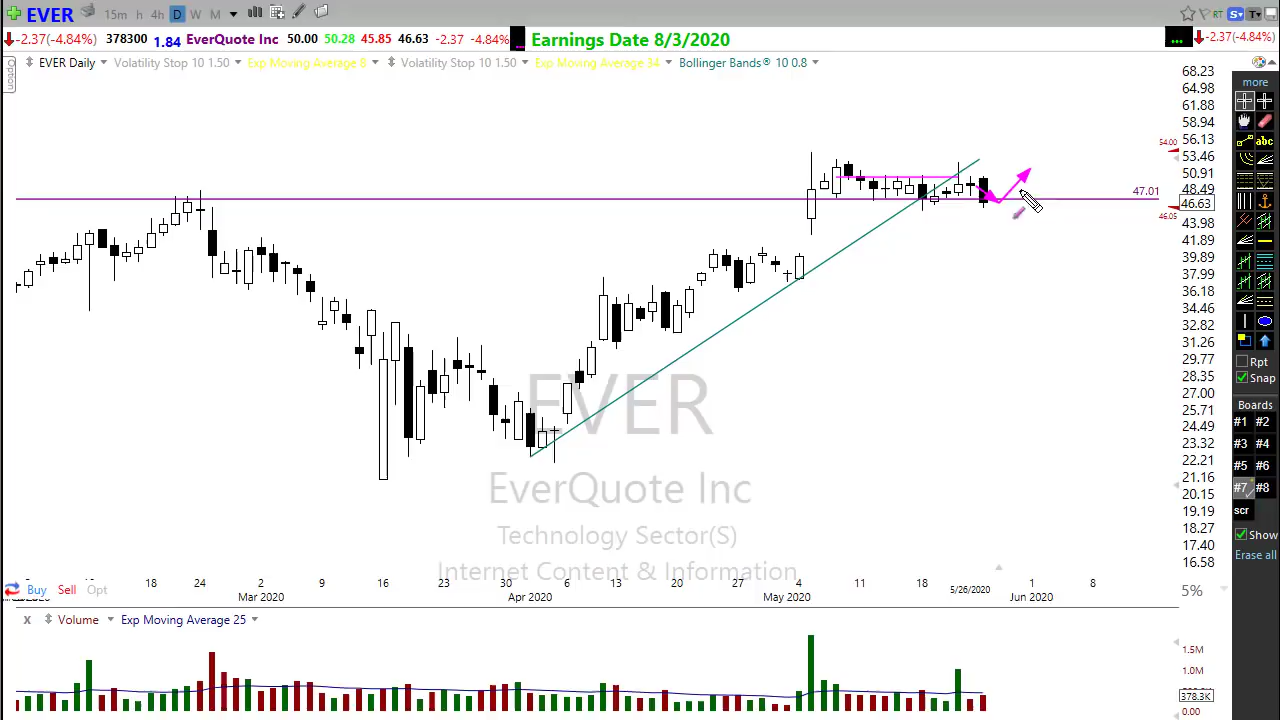 EVER 15m h 4h D W M RT S T
-2.37(-4.84%) 378300 1.84 EverQuote Inc 50.00 50.28 45.85 46.63 -2.37 -4.84% ... Earnings Date 8/3/2020 ... -2.37(-4.84%)
Option
EVER Daily Volatility Stop 10 1.50 Exp Moving Average 8 Volatility Stop 10 1.50 Exp Moving Average 34 Bollinger Bands® 10 0.8
68.23
64.98
61.88
58.94
56.13
54.00
53.46
50.91
47.01 48.49
46.63
46.05
43.98
41.89
39.89
37.99
36.18
34.46
32.82
31.26
29.77
28.35
27.00
25.71
24.49
23.32
22.21
21.16
20.15
19.19
18.27
17.40
16.58
more
abc
Rpt
Snap
Boards
#1 #2
#3 #4
#5 #6
#7 #8
scr
Show
Erase all
EVER
EverQuote Inc
Technology Sector(S)
Internet Content & Information
18 24 2 9 16 23 30 6 13 20 27 4 11 18 5/26/2020 1 8
Mar 2020 Apr 2020 May 2020 Jun 2020
Buy Sell Opt 5%
x Volume Exp Moving Average 25
1.5M
1.0M
378.3K
0.00